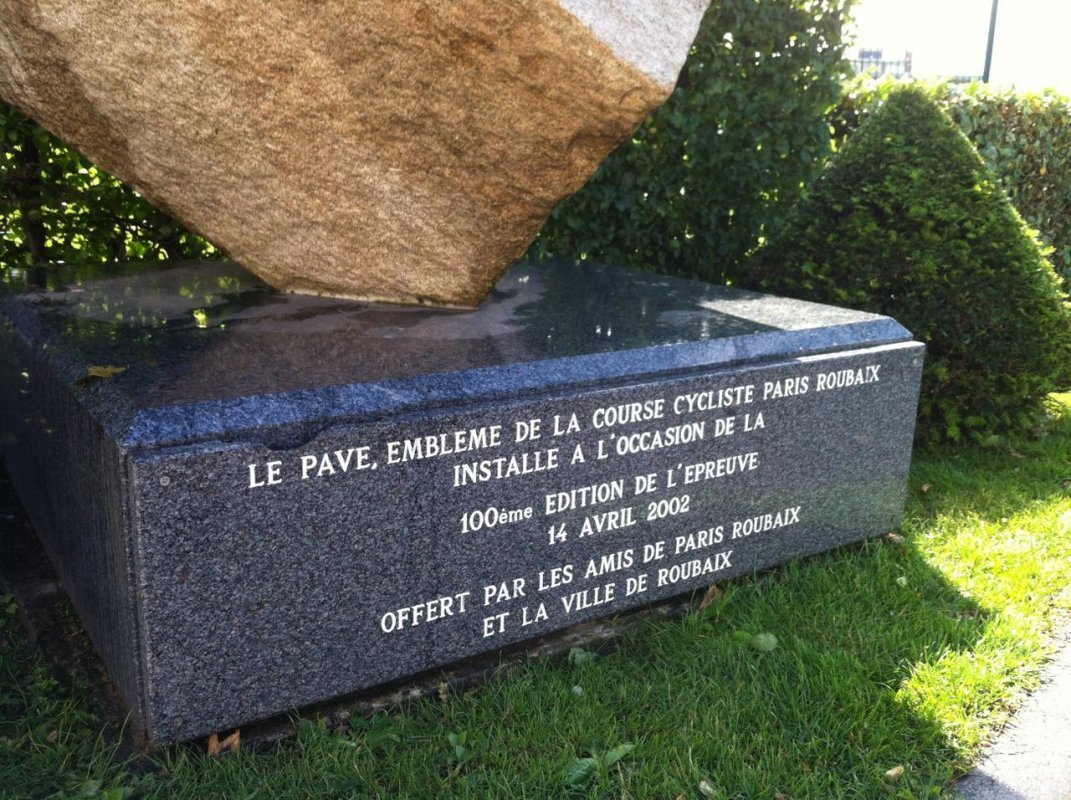 LE PAVE, EMBLEME DE LA COURSE CYCLISTE PARIS ROUBAIX
INSTALLE A L'OCCASION DE LA
100ème EDITION DE L'EPREUVE
14 AVRIL 2002
OFFERT PAR LES AMIS DE PARIS ROUBAIX
ET LA VILLE DE ROUBAIX